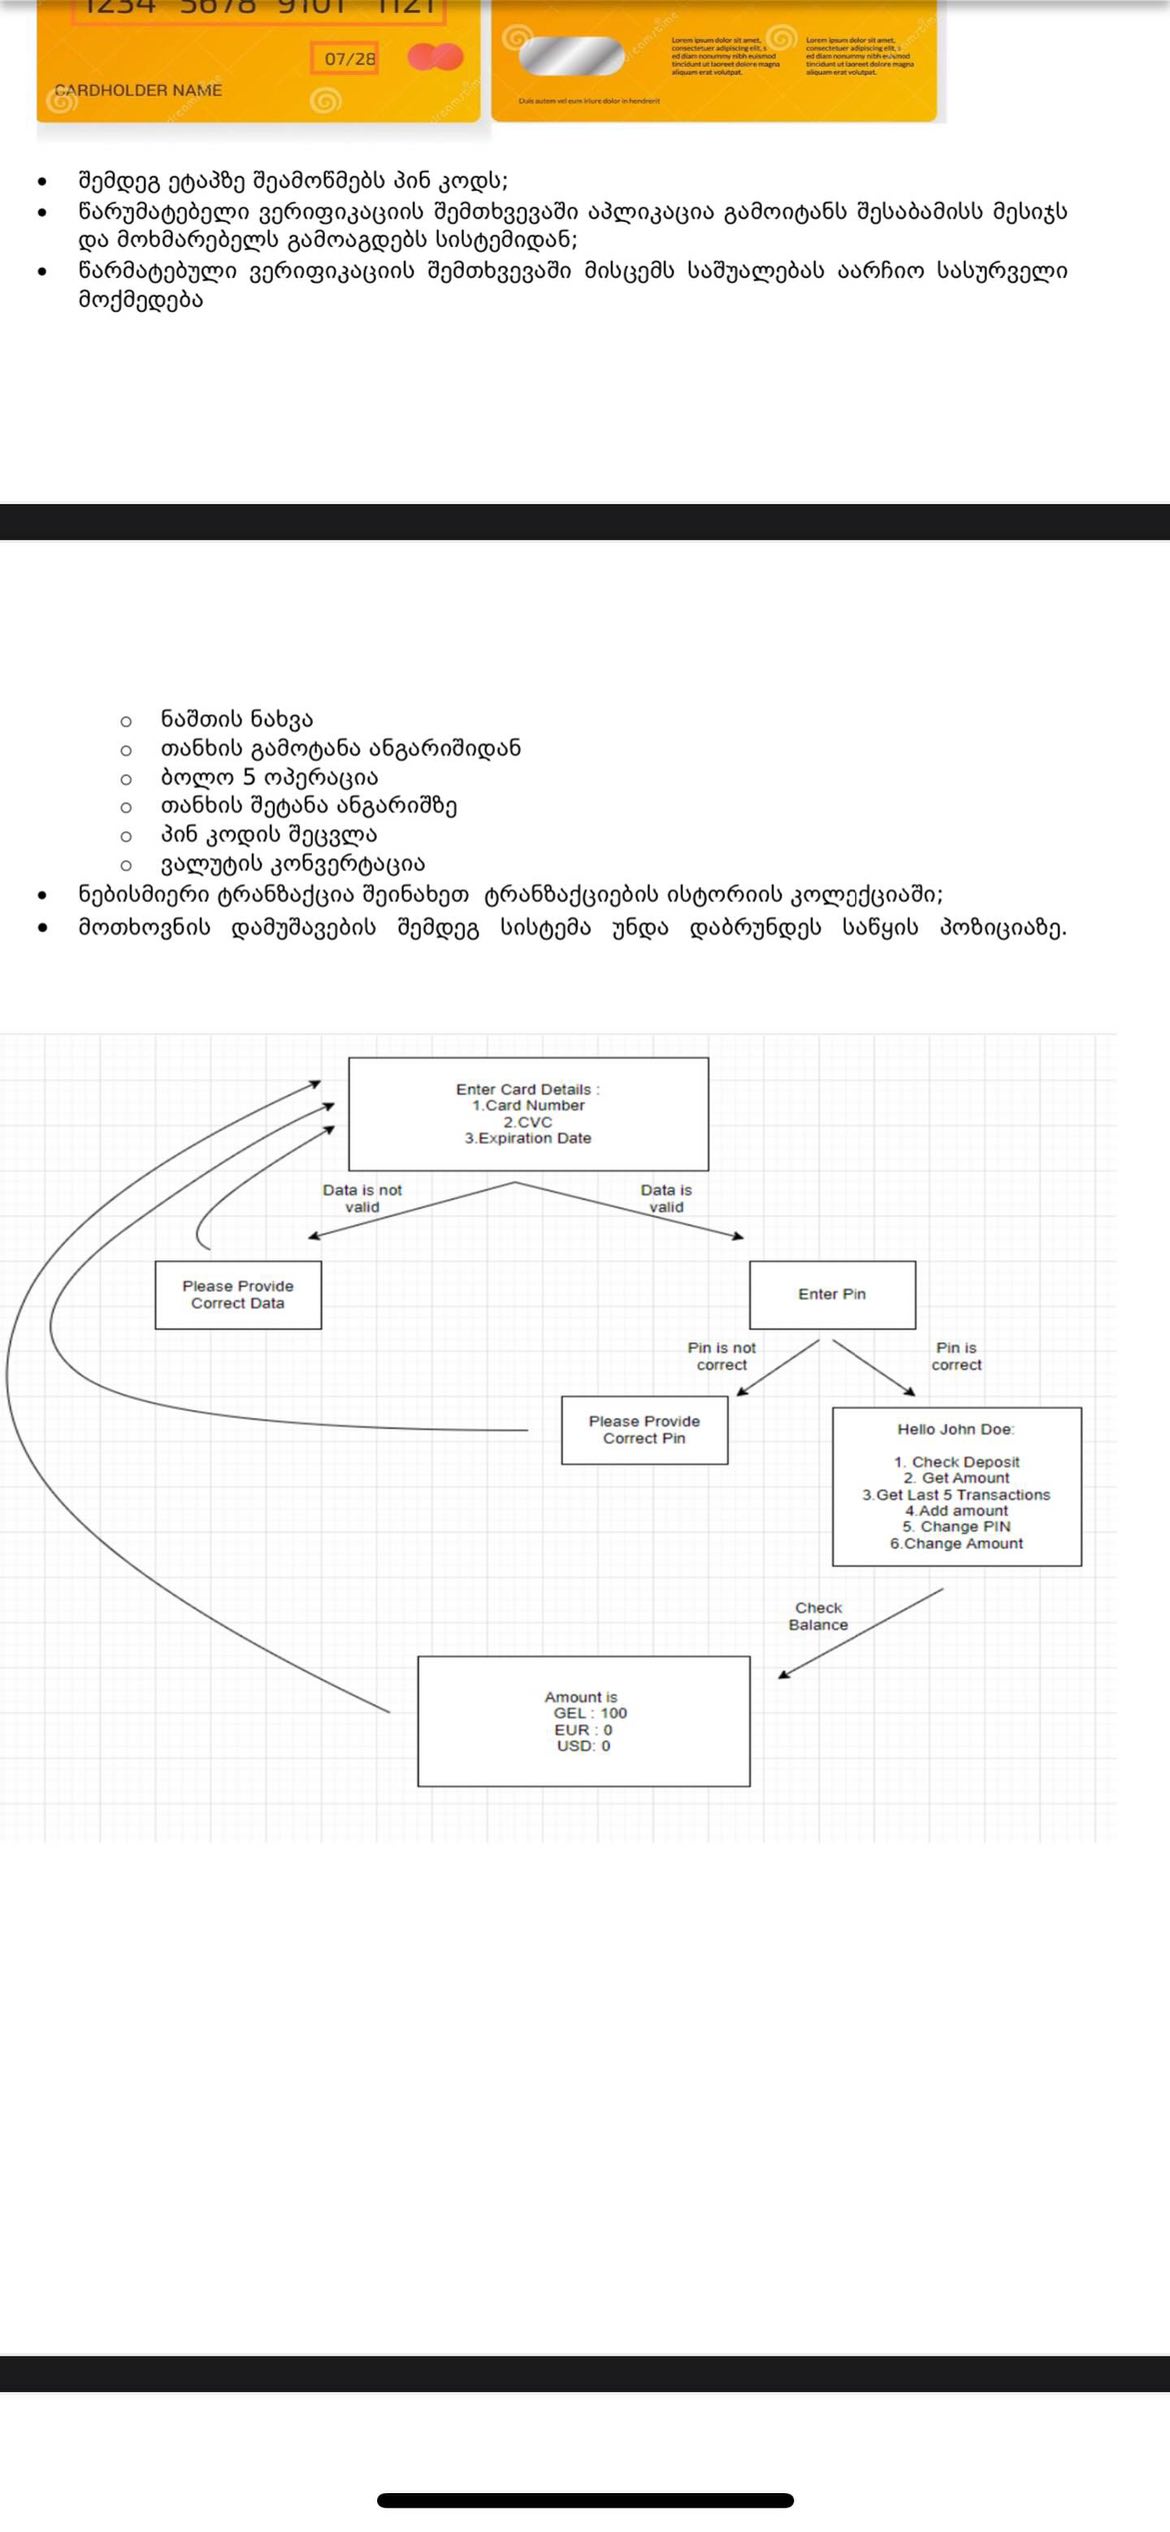 1234 5678 9101 1121
07/28
CARDHOLDER NAME
Lorem ipsum dolor sit amet,
consectetuer adipiscing elit, s
ed diam nonummy nibh euismod
tincidunt ut laoreet dolore magna
aliquam erat volutpat.
Lorem ipsum dolor sit amet,
consectetuer adipiscing elit, s
ed diam nonummy nibh euismod
tincidunt ut laoreet dolore magna
aliquam erat volutpat.
Duis autem vel eum iriure dolor in hendrerit
• შემდეგ ეტაპზე შეამოწმებს პინ კოდს;
• წარუმატებელი ვერიფიკაციის შემთხვევაში აპლიკაცია გამოიტანს შესაბამისს მესიჯს
და მოხმარებელს გამოაგდებს სისტემიდან;
• წარმატებული ვერიფიკაციის შემთხვევაში მისცემს საშუალებას აარჩიო სასურველი
მოქმედება
○ ნაშთის ნახვა
○ თანხის გამოტანა ანგარიშიდან
○ ბოლო 5 ოპერაცია
○ თანხის შეტანა ანგარიშზე
○ პინ კოდის შეცვლა
○ ვალუტის კონვერტაცია
• ნებისმიერი ტრანზაქცია შეინახეთ ტრანზაქციების ისტორიის კოლექციაში;
• მოთხოვნის დამუშავების შემდეგ სისტემა უნდა დაბრუნდეს საწყის პოზიციაზე.
Enter Card Details :
1.Card Number
2.CVC
3.Expiration Date
Data is not
valid
Data is
valid
Please Provide
Correct Data
Enter Pin
Pin is not
correct
Pin is
correct
Please Provide
Correct Pin
Hello John Doe:
1. Check Deposit
2. Get Amount
3.Get Last 5 Transactions
4.Add amount
5. Change PIN
6.Change Amount
Check
Balance
Amount is
GEL : 100
EUR : 0
USD: 0